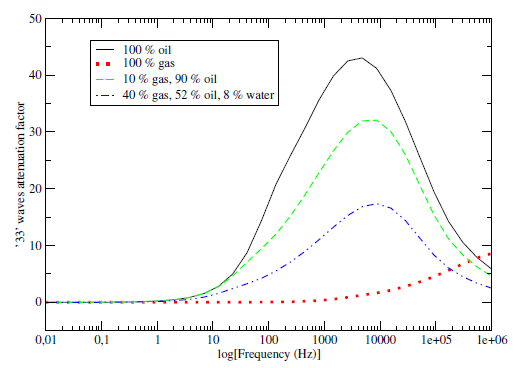 50
40
30
20
10
0
'33' waves attenuation factor
100 % oil
100 % gas
10 % gas, 90 % oil
40 % gas, 52 % oil, 8 % water
0,01 0,1 1 10 100 1000 10000 1e+05 1e+06
log[Frequency (Hz)]